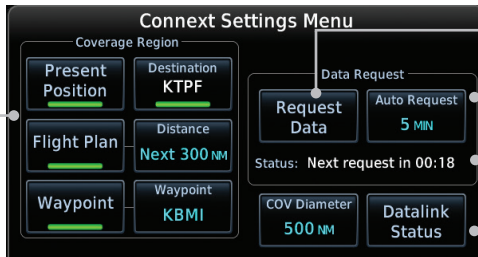 Connext Settings Menu
Coverage Region
Present
Position
Destination
KTPF
Flight Plan
Distance
Next 300 NM
Waypoint
Waypoint
KBMI
Data Request
Request
Data
Auto Request
5 MIN
Status: Next request in 00:18
COV Diameter
500 NM
Datalink
Status